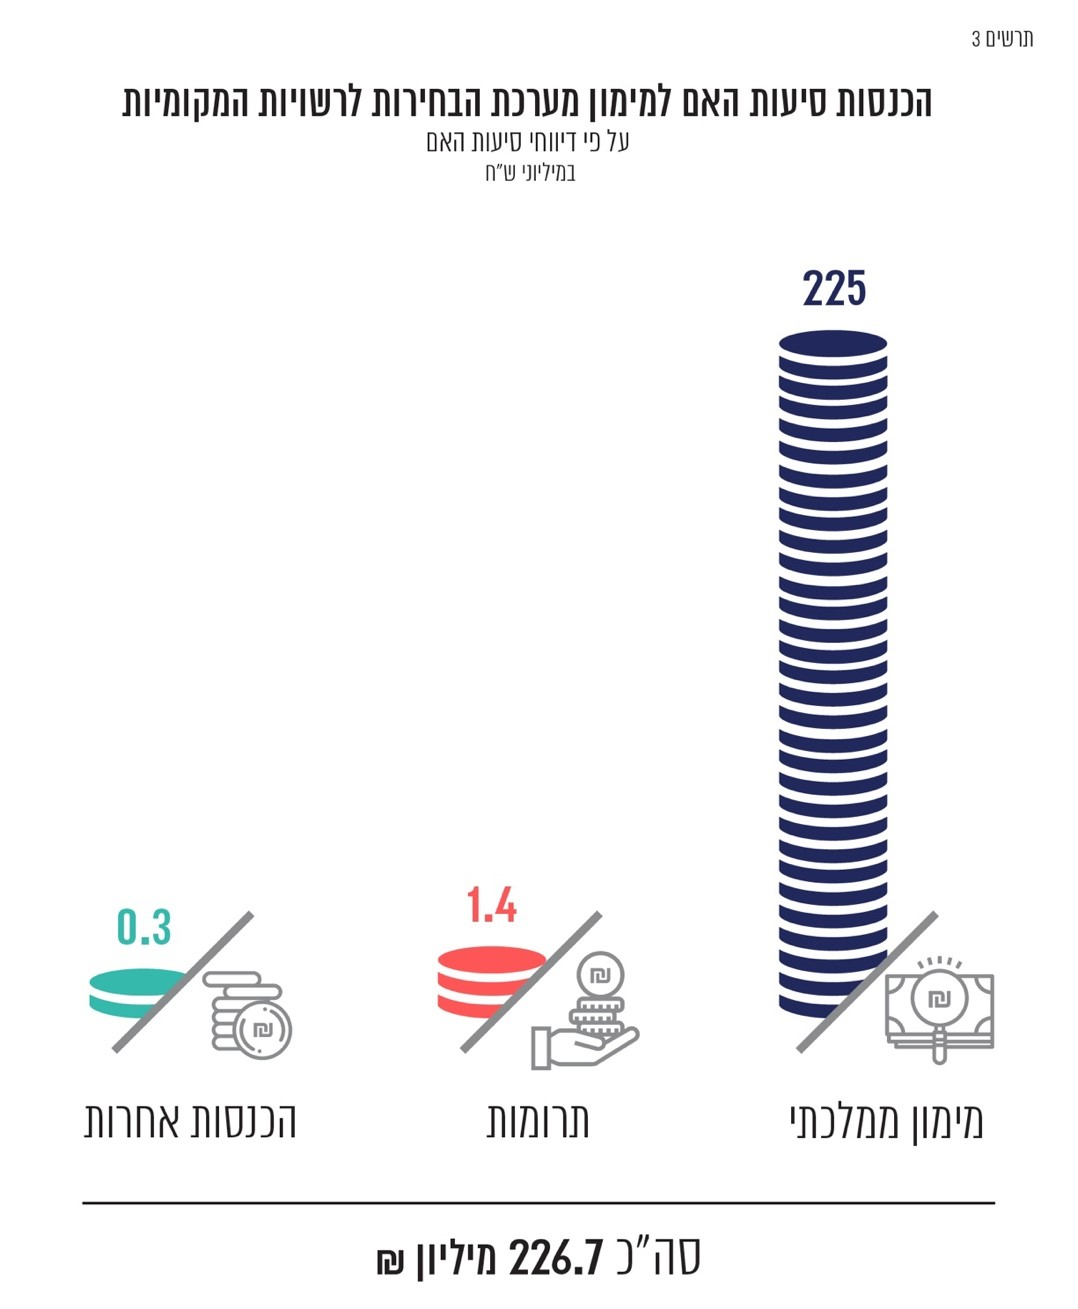 תרשים 3
הכנסות סיעות האם למימון מערכת הבחירות לרשויות המקומיות
על פי דיווחי סיעות האם
במיליוני ש"ח
225
1.4
0.3
מימון ממלכתי
תרומות
הכנסות אחרות
סה"כ 226.7 מיליון ₪